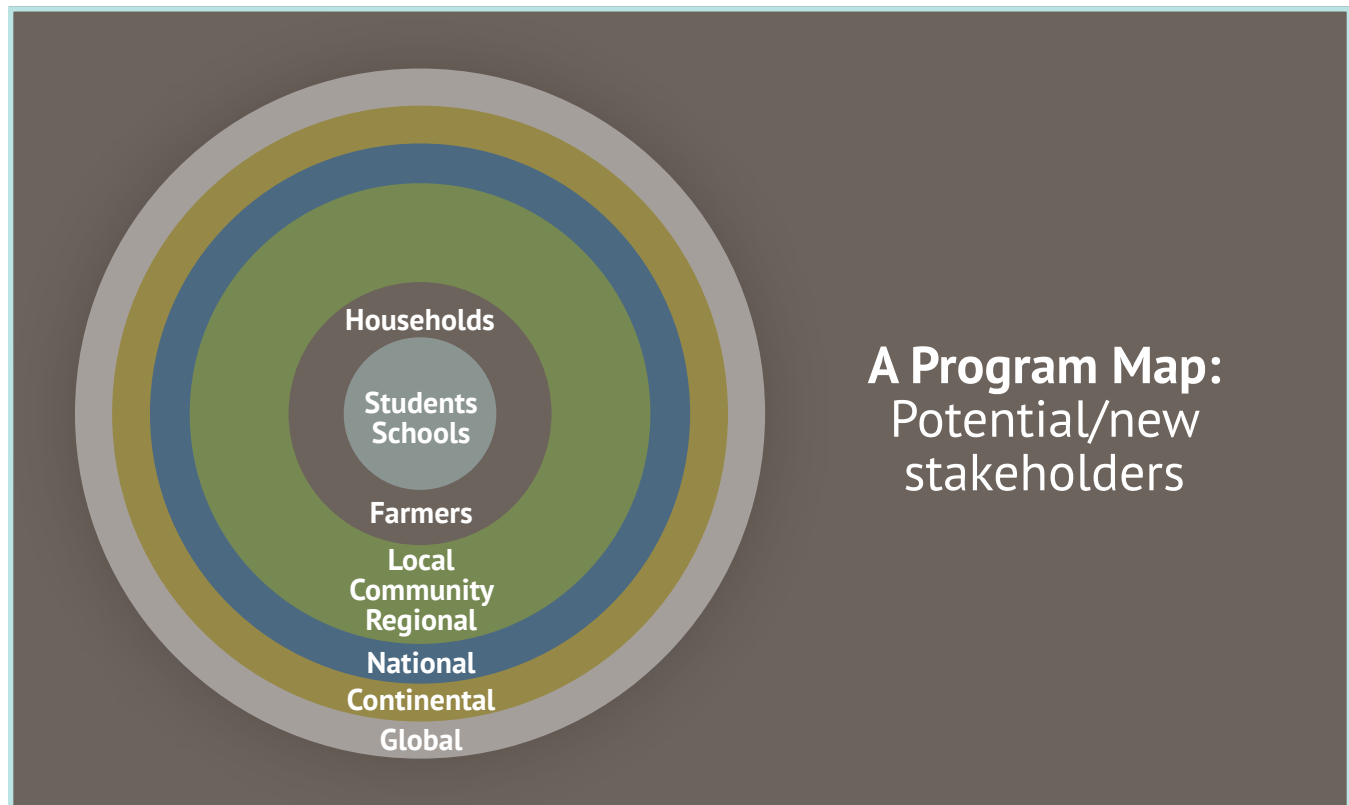 Households
Students
Schools
Farmers
Local
Community
Regional
National
Continental
Global
A Program Map:
Potential/new
stakeholders